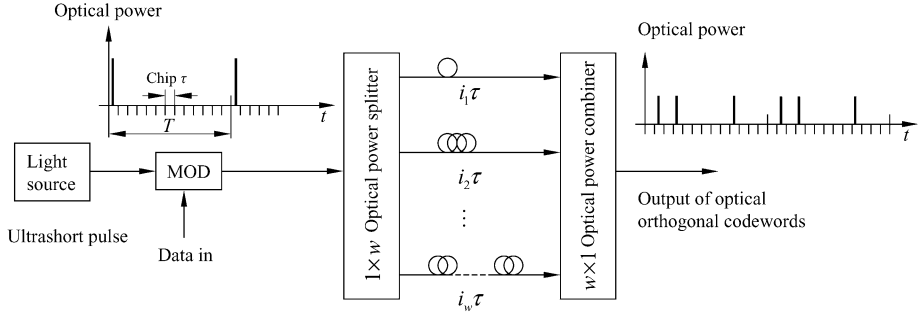 Optical power
Chip τ
T
t
Light
source
MOD
Ultrashort pulse
Data in
1×w Optical power splitter
i₁τ
i₂τ
⋮
i_wτ
w×1 Optical power combiner
Optical power
t
Output of optical
orthogonal codewords